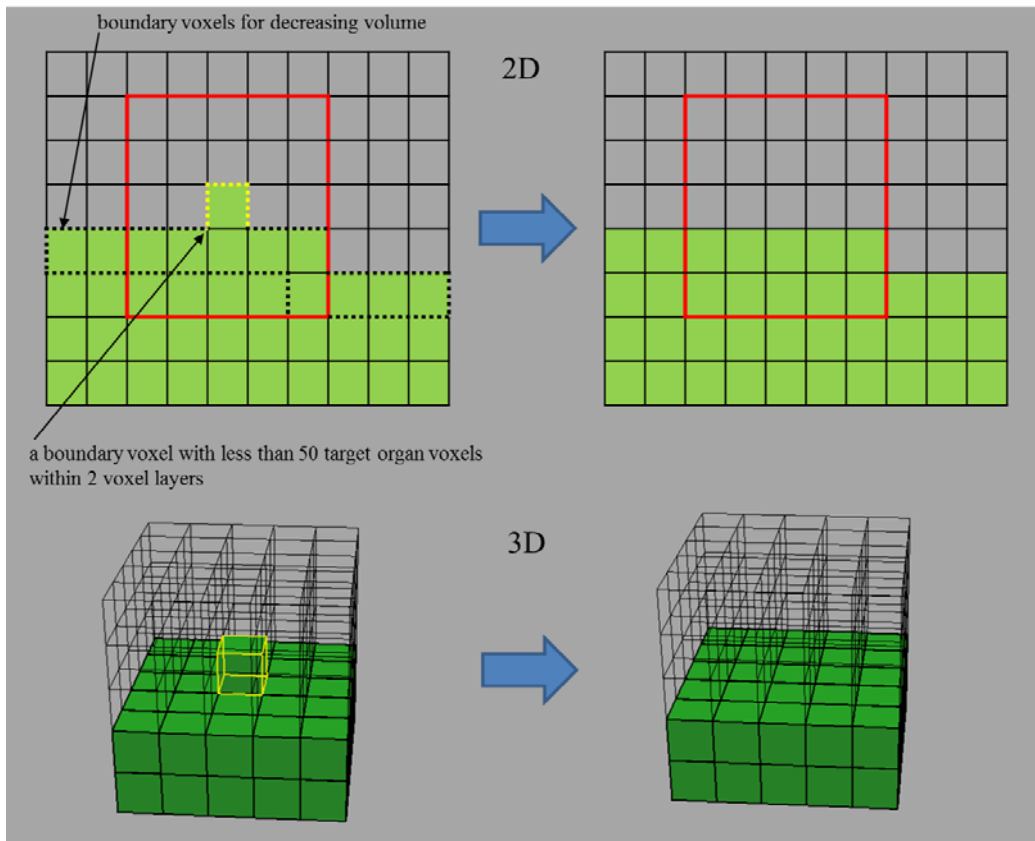 boundary voxels for decreasing volume
2D
a boundary voxel with less than 50 target organ voxels
within 2 voxel layers
3D